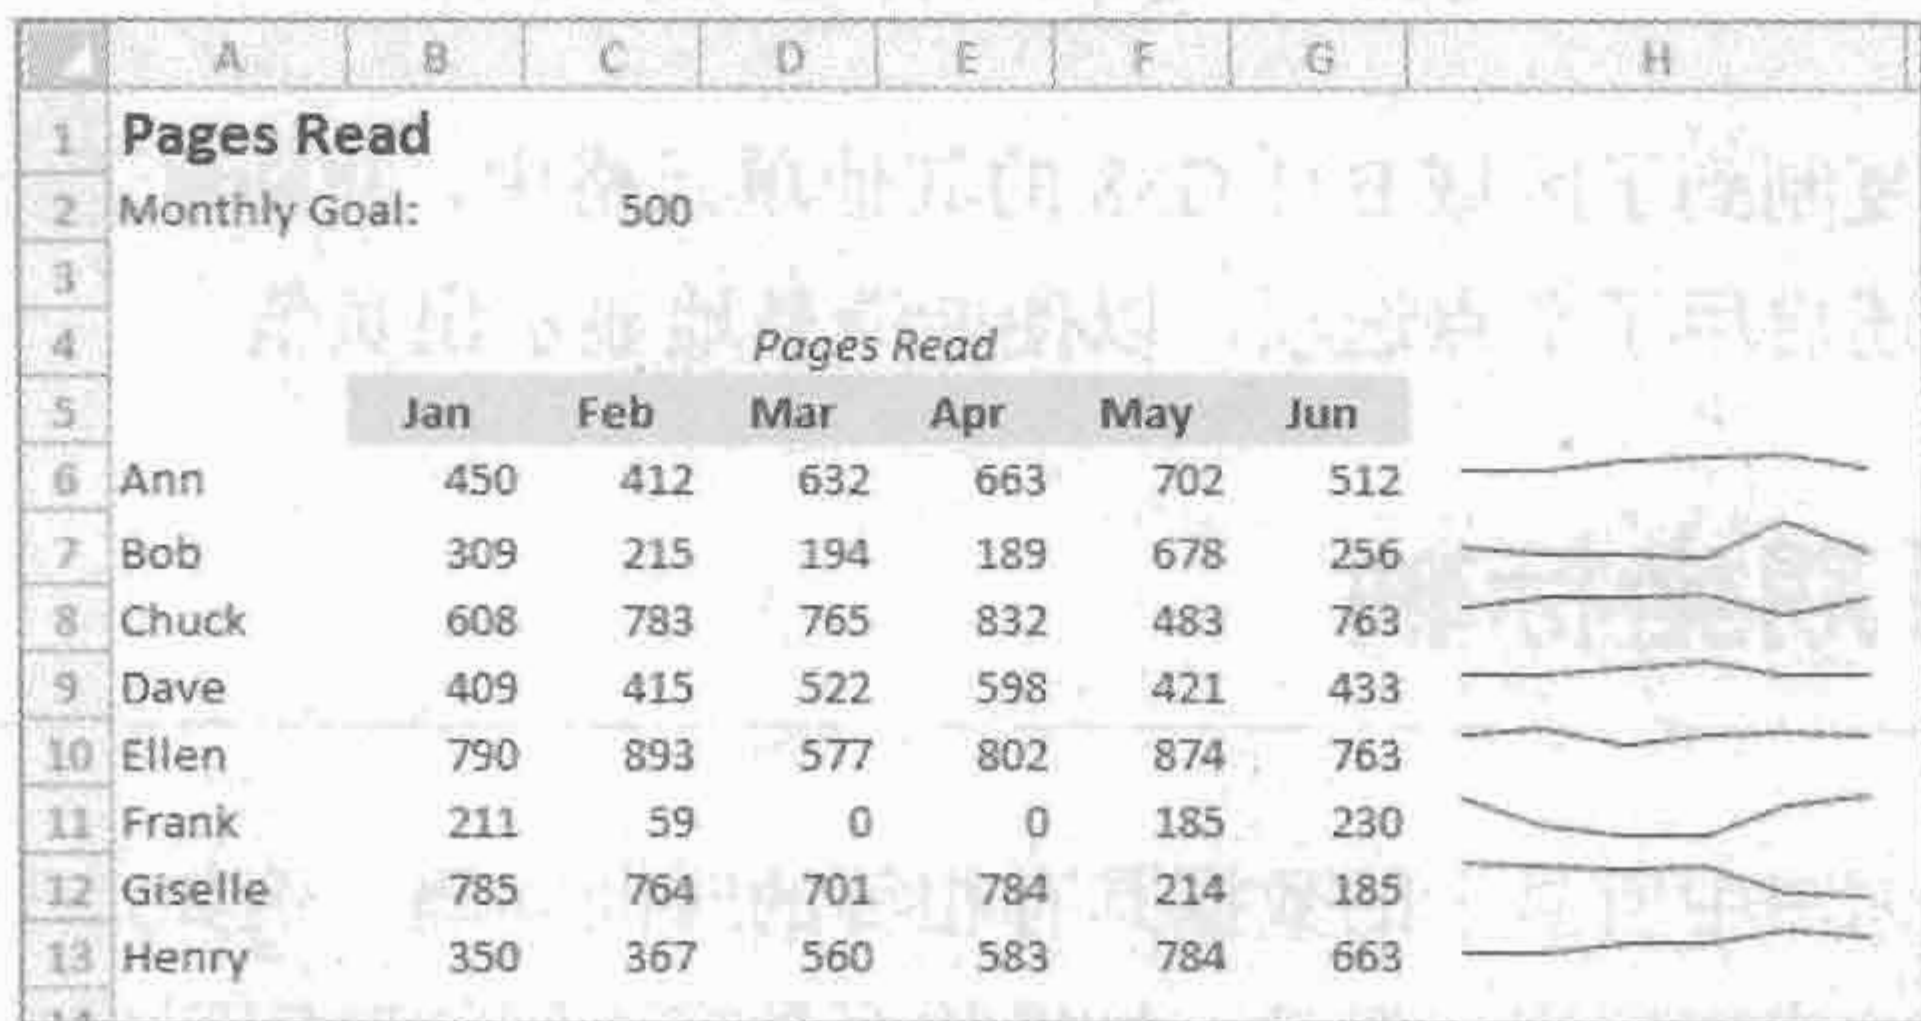 A B C D E F G H
1 Pages Read
2 Monthly Goal: 500
3
4 Pages Read
5 Jan Feb Mar Apr May Jun
6 Ann 450 412 632 663 702 512
7 Bob 309 215 194 189 678 256
8 Chuck 608 783 765 832 483 763
9 Dave 409 415 522 598 421 433
10 Ellen 790 893 577 802 874 763
11 Frank 211 59 0 0 185 230
12 Giselle 785 764 701 784 214 185
13 Henry 350 367 560 583 784 663